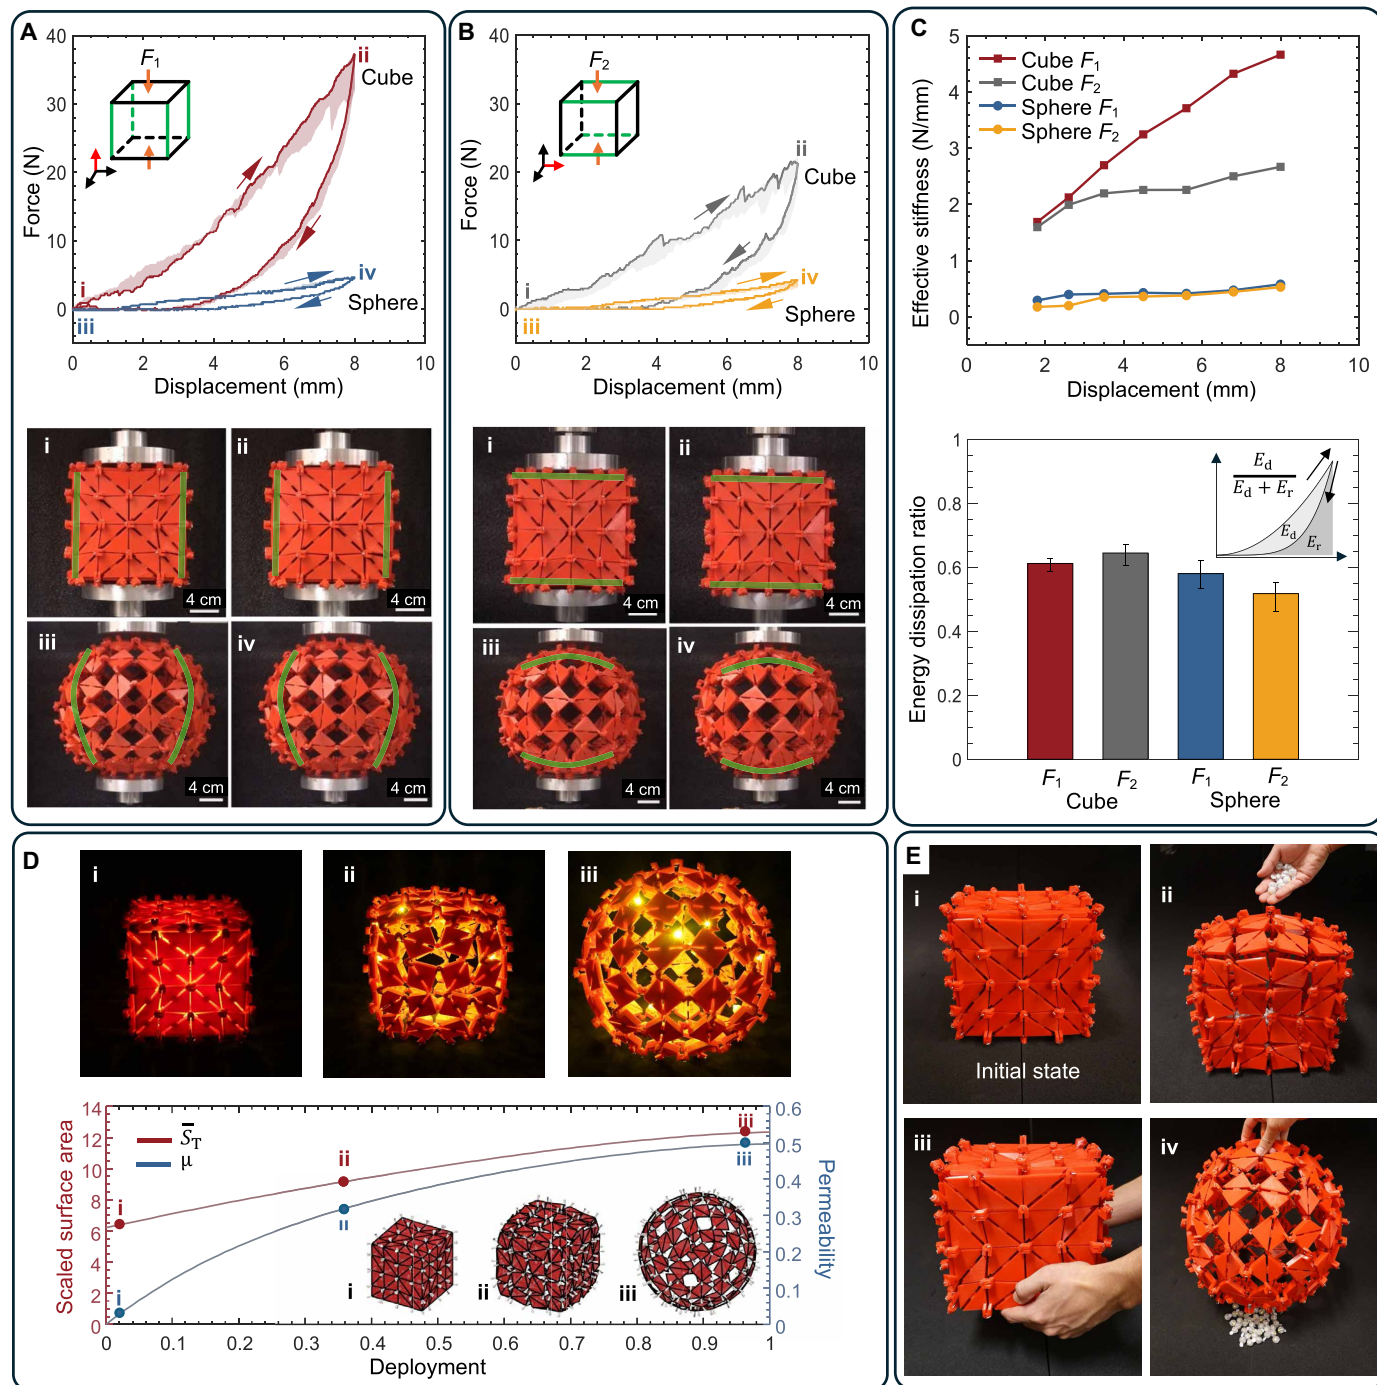 A
40
30
20
10
0
Force (N)
F1
ii
Cube
i
iv
Sphere
iii
0 2 4 6 8 10
Displacement (mm)
i
4 cm
ii
4 cm
iii
4 cm
iv
4 cm
B
40
30
20
10
0
Force (N)
F2
ii
Cube
i
iv
Sphere
iii
0 2 4 6 8 10
Displacement (mm)
i
4 cm
ii
4 cm
iii
4 cm
iv
4 cm
C
5
4
3
2
1
0
Effective stiffness (N/mm)
Cube F1
Cube F2
Sphere F1
Sphere F2
0 2 4 6 8 10
Displacement (mm)
1
0.8
0.6
0.4
0.2
0
Energy dissipation ratio
Ed
Ed + Er
Ed
Er
F1 F2 F1 F2
Cube Sphere
D
i
ii
iii
14
12
10
8
6
4
2
0
Scaled surface area
S̅T
μ
i
ii
iii
i
ii
iii
i
ii
iii
0.6
0.5
0.4
0.3
0.2
0.1
0
Permeability
0 0.1 0.2 0.3 0.4 0.5 0.6 0.7 0.8 0.9 1
Deployment
E
i
Initial state
ii
iii
iv